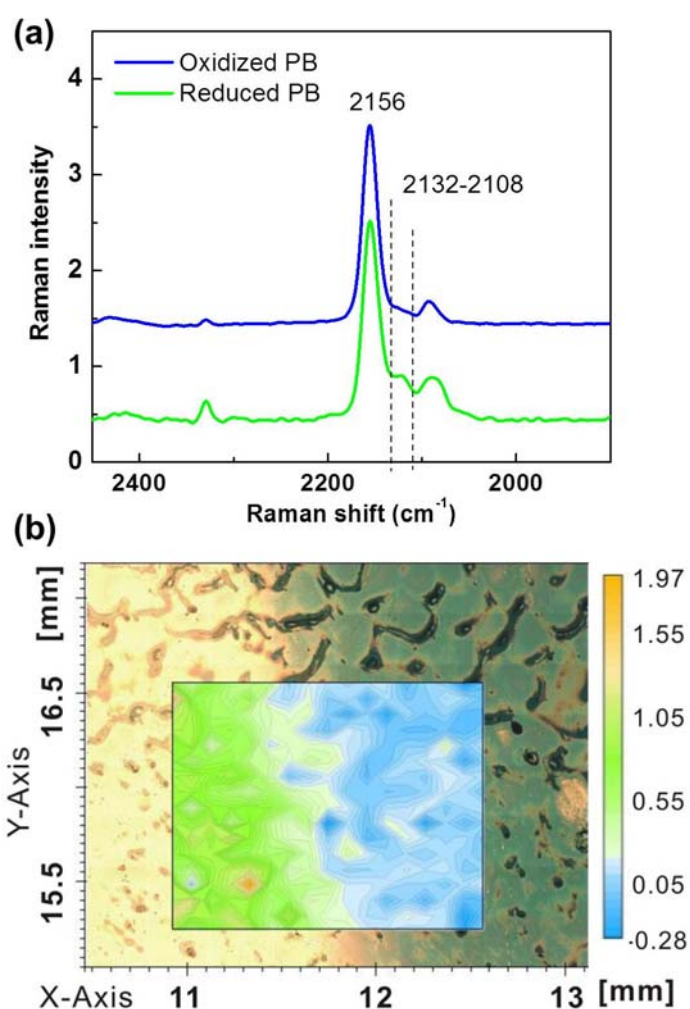 (a)
Oxidized PB
Reduced PB
2156
2132-2108
Raman intensity
4
3
2
1
0
2400 2200 2000
Raman shift (cm-1)
(b)
[mm]
16.5
Y-Axis
15.5
X-Axis 11 12 13 [mm]
1.97
1.55
1.05
0.55
0.05
-0.28